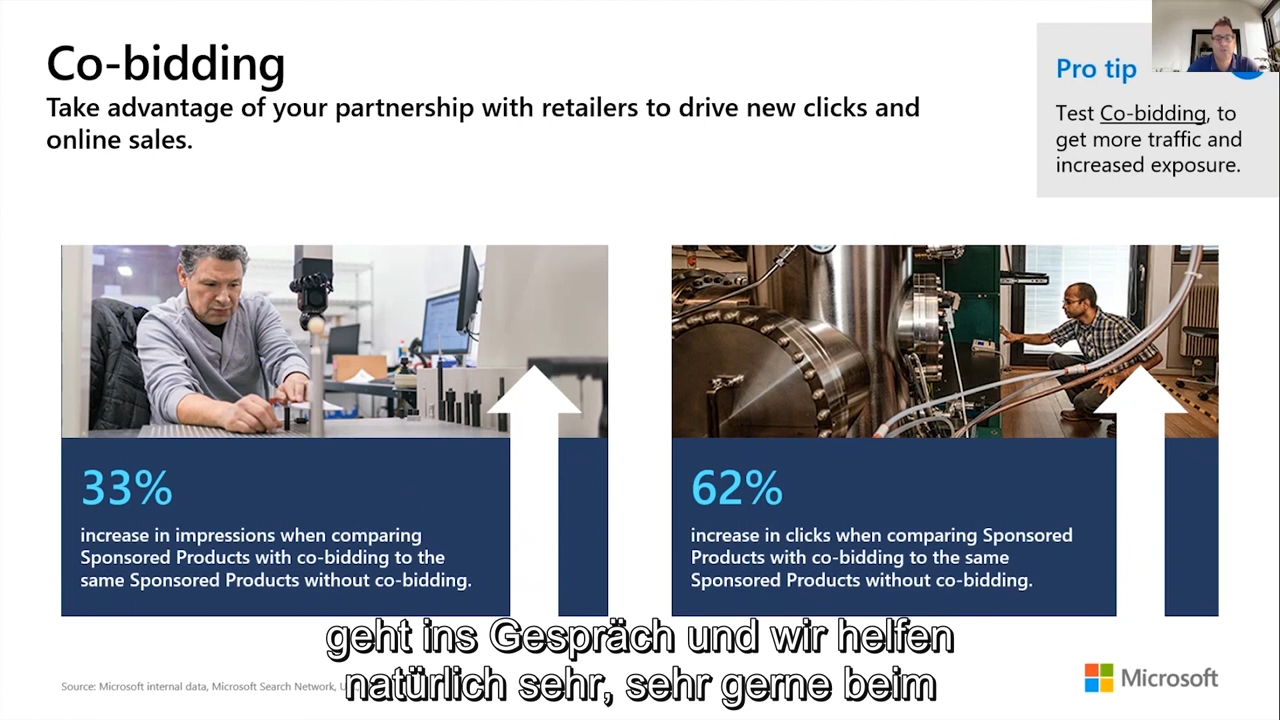 Co-bidding
Take advantage of your partnership with retailers to drive new clicks and
online sales.
Pro tip
Test Co-bidding, to
get more traffic and
increased exposure.
33%
increase in impressions when comparing
Sponsored Products with co-bidding to the
same Sponsored Products without co-bidding.
62%
increase in clicks when comparing Sponsored
Products with co-bidding to the same
Sponsored Products without co-bidding.
geht ins Gespräch und wir helfen
natürlich sehr, sehr gerne beim
Source: Microsoft internal data, Microsoft Search Network,
Microsoft